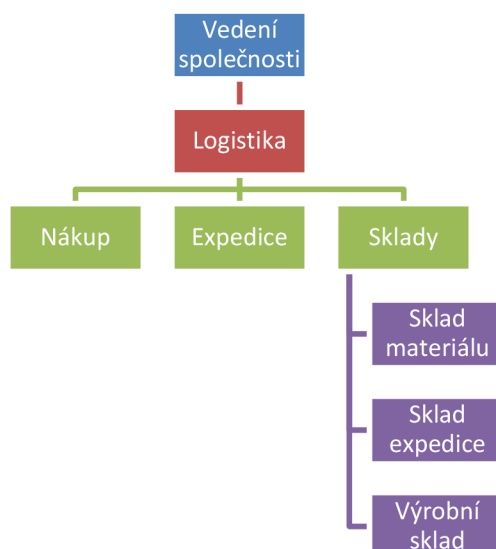 Vedení
společnosti
Logistika
Nákup
Expedice
Sklady
Sklad
materiálu
Sklad
expedice
Výrobní
sklad